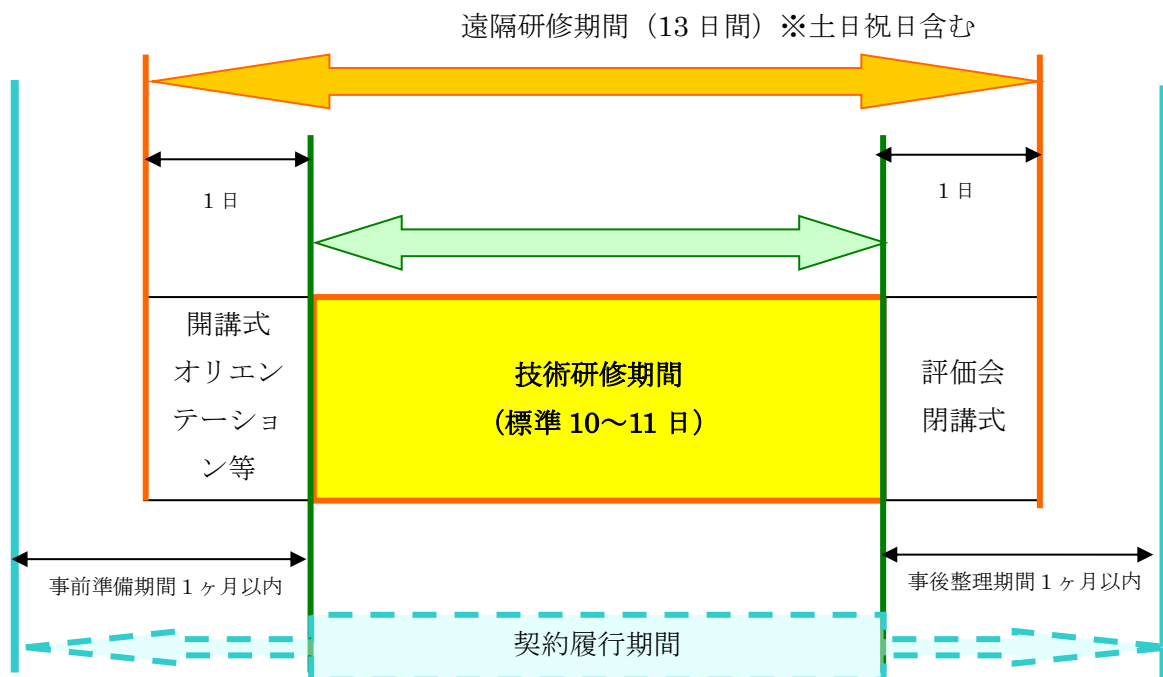 遠隔研修期間（13 日間）※土日祝日含む
1 日
1 日
開講式
オリエン
テーショ
ン等
技術研修期間
（標準 10～11 日）
評価会
閉講式
事前準備期間 1 ヶ月以内
事後整理期間 1 ヶ月以内
契約履行期間